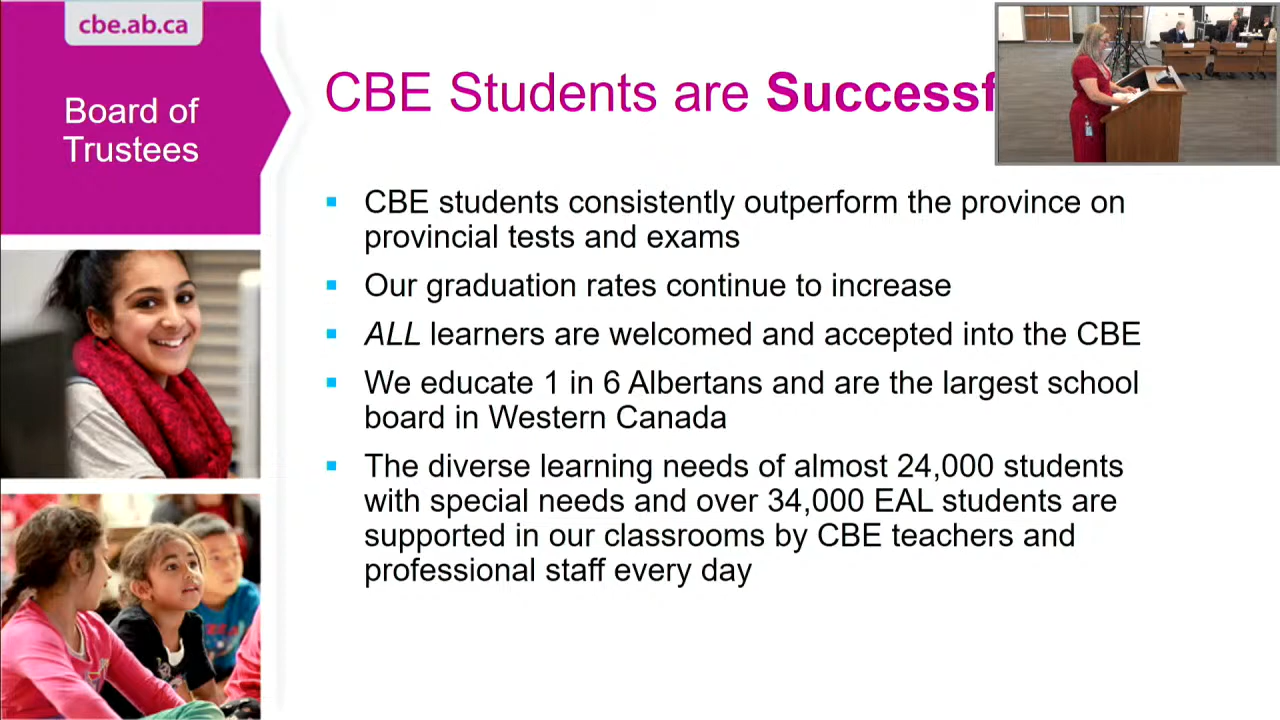 cbe.ab.ca
Board of
Trustees
CBE Students are Successf
CBE students consistently outperform the province on
provincial tests and exams
Our graduation rates continue to increase
ALL learners are welcomed and accepted into the CBE
We educate 1 in 6 Albertans and are the largest school
board in Western Canada
The diverse learning needs of almost 24,000 students
with special needs and over 34,000 EAL students are
supported in our classrooms by CBE teachers and
professional staff every day